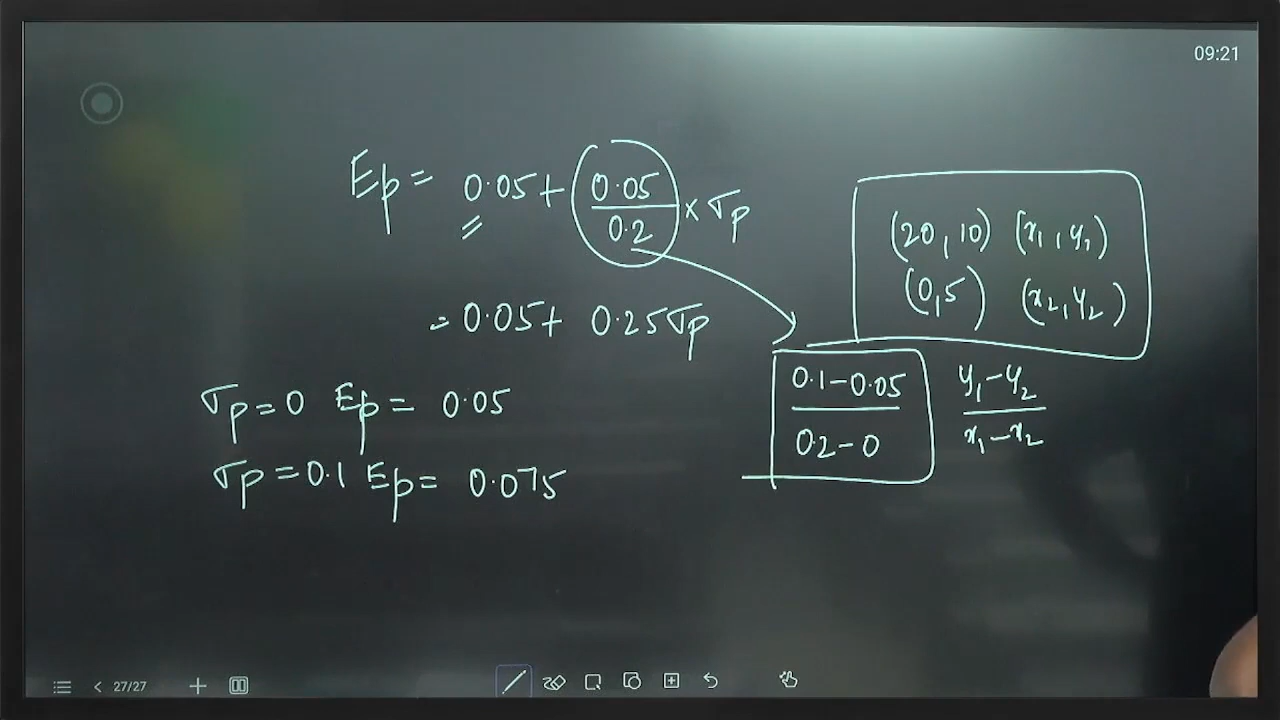 09:21
Ep = 0.05 + 0.05/0.2 × σp
= 0.05 + 0.25σp
σp = 0 Ep = 0.05
σp = 0.1 Ep = 0.075
(20, 10) (x₁, y₁)
(0, 5) (x₂, y₂)
0.1 - 0.05
0.2 - 0
y₁ - y₂
x₁ - x₂
27/27